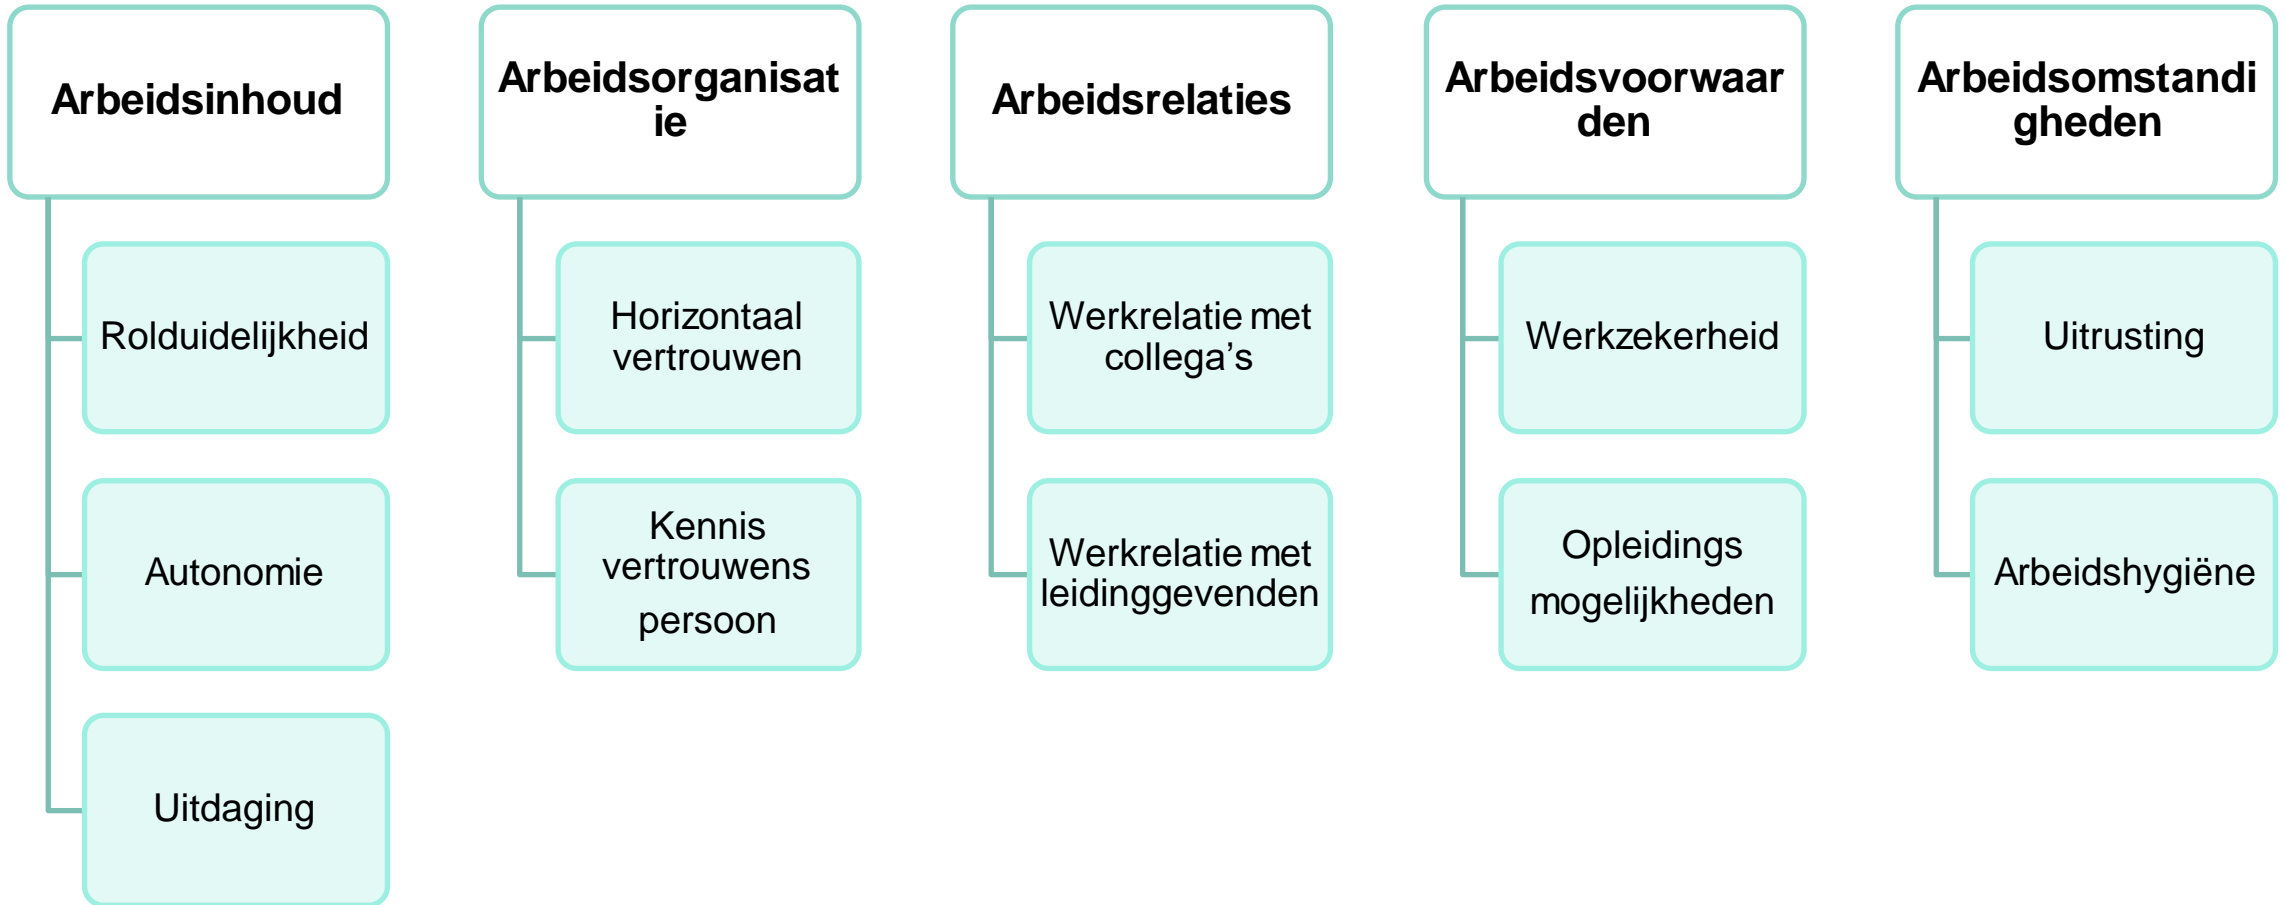 Arbeidsinhoud
Rolduidelijkheid
Autonomie
Uitdaging
Arbeidsorganisat
ie
Horizontaal
vertrouwen
Kennis
vertrouwens
persoon
Arbeidsrelaties
Werkrelatie met
collega’s
Werkrelatie met
leidinggevenden
Arbeidsvoorwaar
den
Werkzekerheid
Opleidings
mogelijkheden
Arbeidsomstandi
gheden
Uitrusting
Arbeidshygiëne